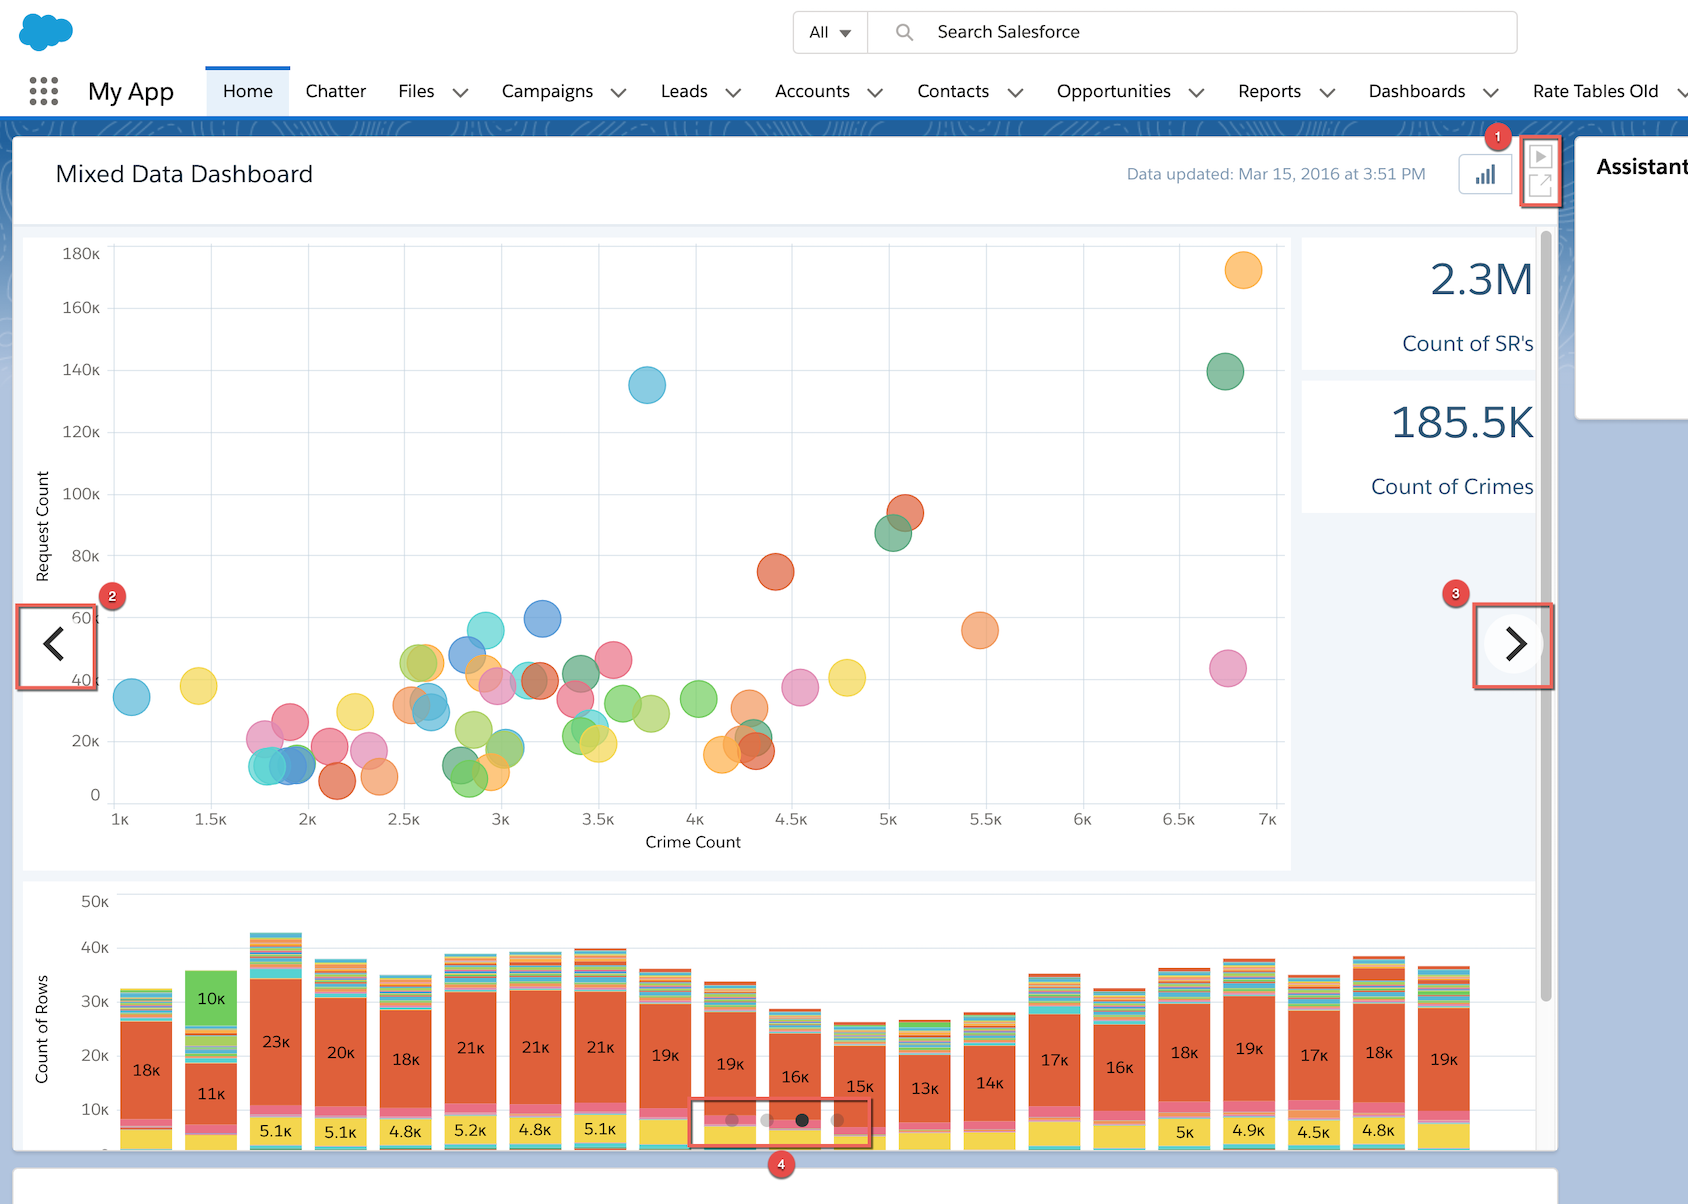 All
Search Salesforce
My App
Home Chatter Files Campaigns Leads Accounts Contacts Opportunities Reports Dashboards Rate Tables Old
1
Mixed Data Dashboard
Data updated: Mar 15, 2016 at 3:51 PM
Assistant
180K
160K
140K
120K
100K
80K
60K
40K
20K
0
Request Count
1K 1.5K 2K 2.5K 3K 3.5K 4K 4.5K 5K 5.5K 6K 6.5K 7K
Crime Count
2.3M
Count of SR's
185.5K
Count of Crimes
2
3
50K
40K
30K
20K
10K
Count of Rows
18K
10K
11K
23K
5.1K
20K
5.1K
18K
4.8K
21K
5.2K
21K
4.8K
21K
5.1K
19K
19K
16K
15K
13K
14K
17K
16K
18K
5K
19K
4.9K
17K
4.5K
18K
4.8K
19K
4